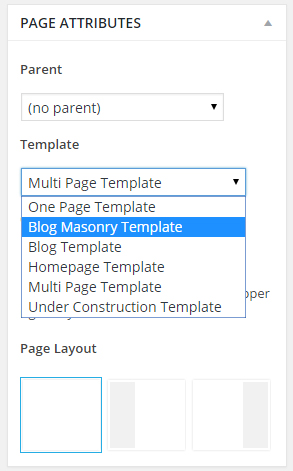 PAGE ATTRIBUTES
Parent
(no parent)
Template
Multi Page Template
One Page Template
Blog Masonry Template
Blog Template
Homepage Template
Multi Page Template
Under Construction Template
Page Layout